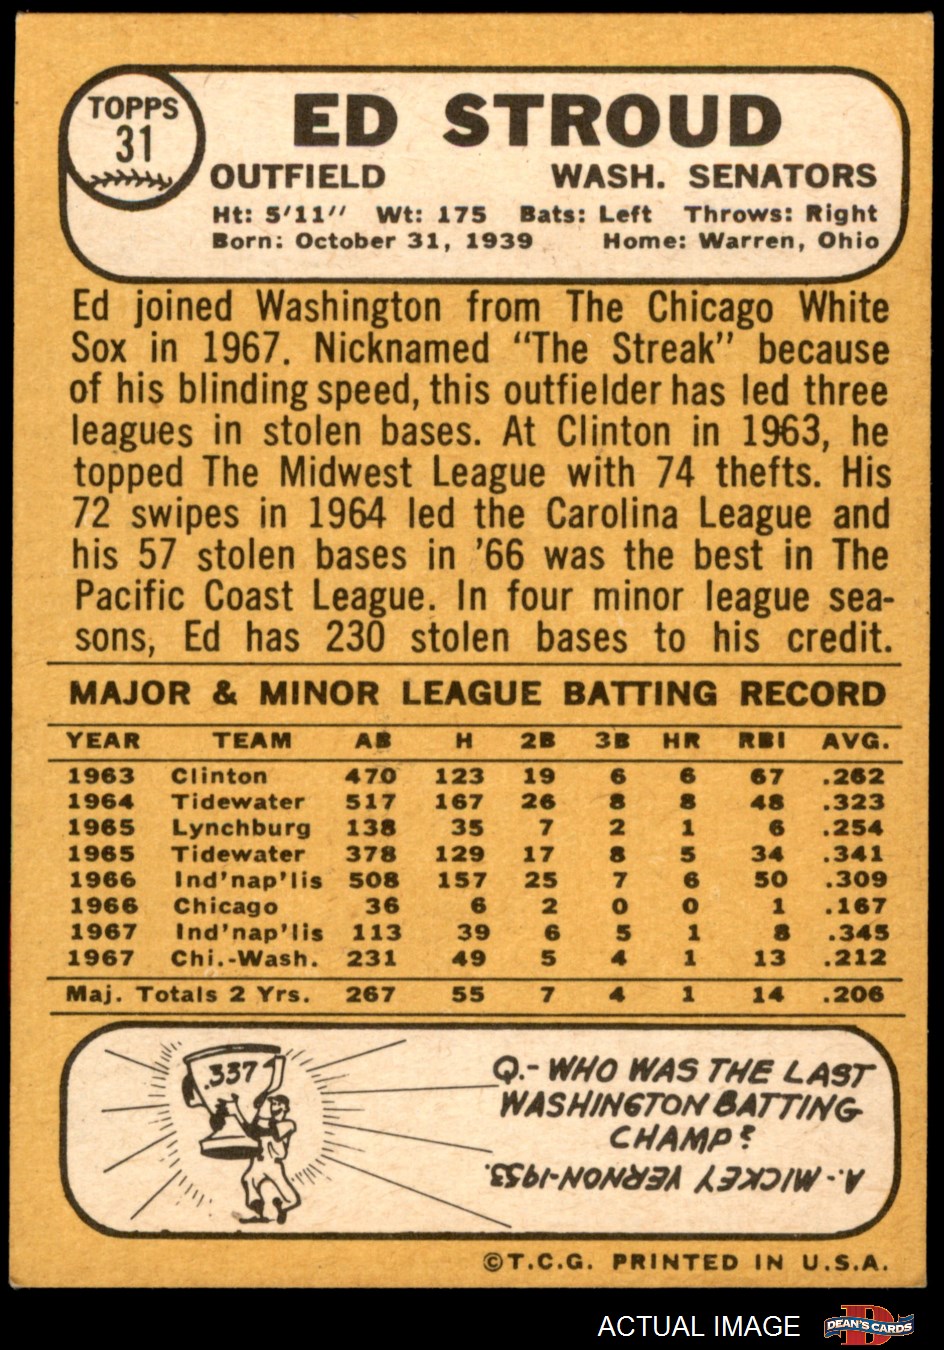 TOPPS
31
ED STROUD
OUTFIELD WASH. SENATORS
Ht: 5'11'' Wt: 175 Bats: Left Throws: Right
Born: October 31, 1939 Home: Warren, Ohio
Ed joined Washington from The Chicago White
Sox in 1967. Nicknamed "The Streak" because
of his blinding speed, this outfielder has led three
leagues in stolen bases. At Clinton in 1963, he
topped The Midwest League with 74 thefts. His
72 swipes in 1964 led the Carolina League and
his 57 stolen bases in '66 was the best in The
Pacific Coast League. In four minor league sea-
sons, Ed has 230 stolen bases to his credit.
MAJOR & MINOR LEAGUE BATTING RECORD
YEAR TEAM AB H 2B 3B HR RBI AVG.
1963 Clinton 470 123 19 6 6 67 .262
1964 Tidewater 517 167 26 8 8 48 .323
1965 Lynchburg 138 35 7 2 1 6 .254
1965 Tidewater 378 129 17 8 5 34 .341
1966 Ind'nap'lis 508 157 25 7 6 50 .309
1966 Chicago 36 6 2 0 0 1 .167
1967 Ind'nap'lis 113 39 6 5 1 8 .345
1967 Chi.-Wash. 231 49 5 4 1 13 .212
Maj. Totals 2 Yrs. 267 55 7 4 1 14 .206
.337
Q.- WHO WAS THE LAST
WASHINGTON BATTING
CHAMP?
A.- MICKEY VERNON-1953.
©T.C.G. PRINTED IN U.S.A.
ACTUAL IMAGE
D
DEAN'S CARDS